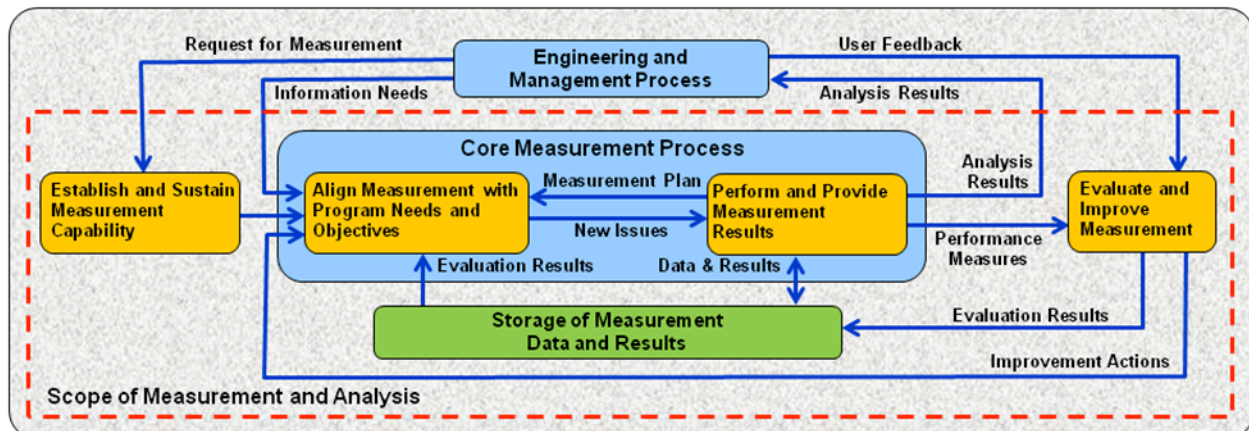 Request for Measurement
Engineering and
Management Process
User Feedback
Information Needs
Analysis Results
Core Measurement Process
Establish and Sustain
Measurement
Capability
Align Measurement with
Program Needs and
Objectives
Measurement Plan
New Issues
Perform and Provide
Measurement
Results
Analysis
Results
Performance
Measures
Evaluate and
Improve
Measurement
Evaluation Results
Data & Results
Storage of Measurement
Data and Results
Evaluation Results
Improvement Actions
Scope of Measurement and Analysis